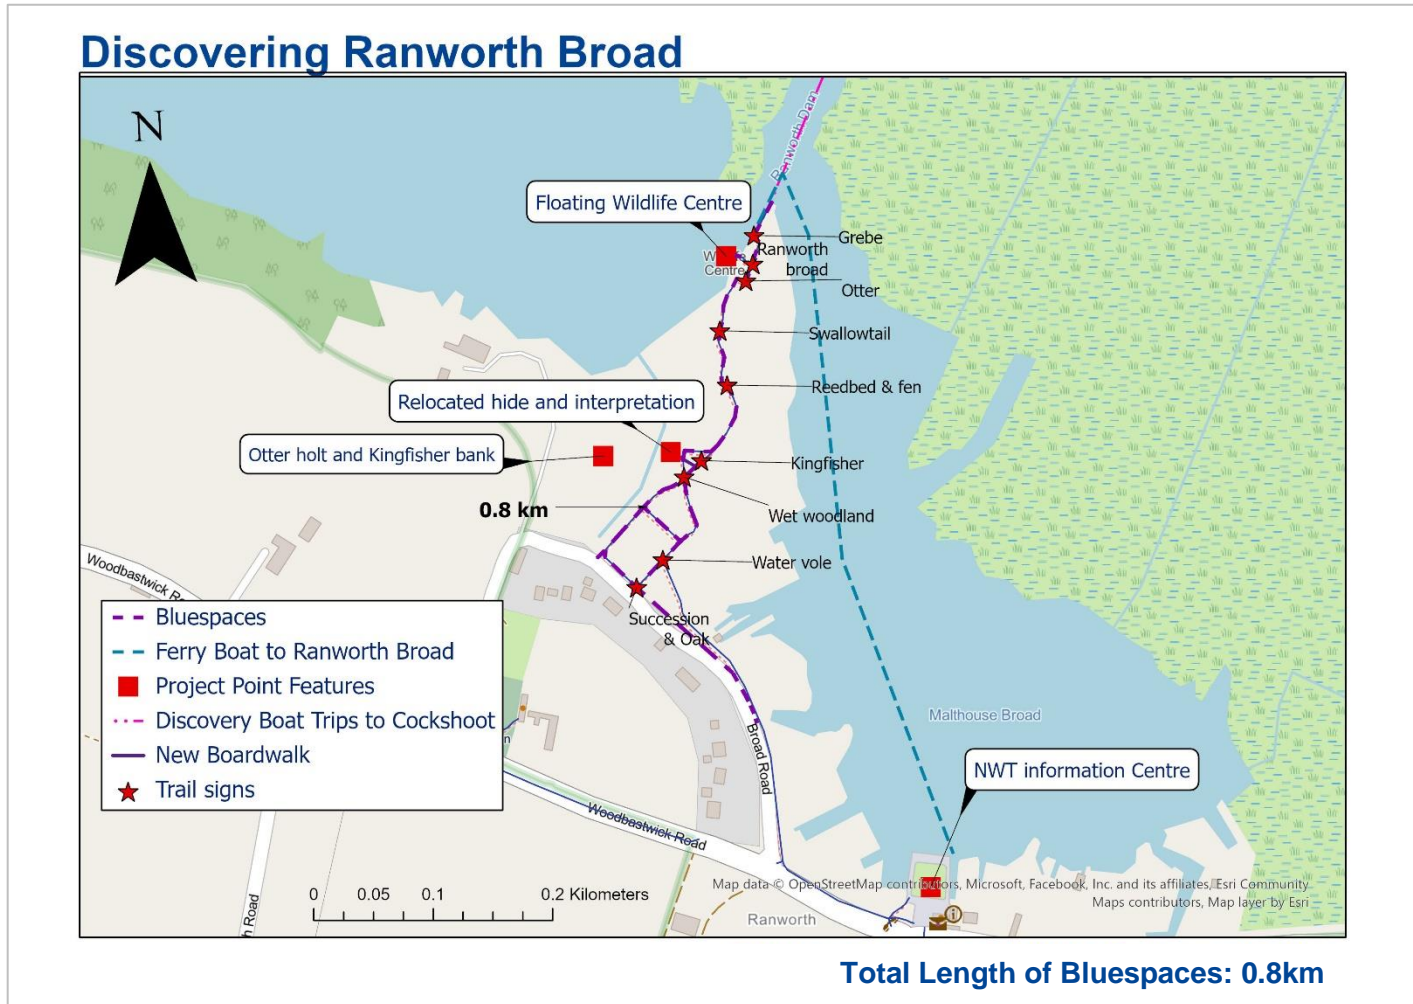 Discovering Ranworth Broad
N
Ranworth Dam
Floating Wildlife Centre
Grebe
Ranworth
broad
Centre
Otter
Swallowtail
Reedbed & fen
Relocated hide and interpretation
Otter holt and Kingfisher bank
Kingfisher
0.8 km
Wet woodland
Water vole
Woodbastwick
Succession
& Oak
Bluespaces
Ferry Boat to Ranworth Broad
Project Point Features
Discovery Boat Trips to Cockshoot
New Boardwalk
Trail signs
Malthouse Broad
Broad Road
NWT information Centre
Woodbastwick Road
0 0.05 0.1 0.2 Kilometers
Map data © OpenStreetMap contributors, Microsoft, Facebook, Inc. and its affiliates, Esri Community
Maps contributors, Map layer by Esri
Road
Ranworth
Total Length of Bluespaces: 0.8km